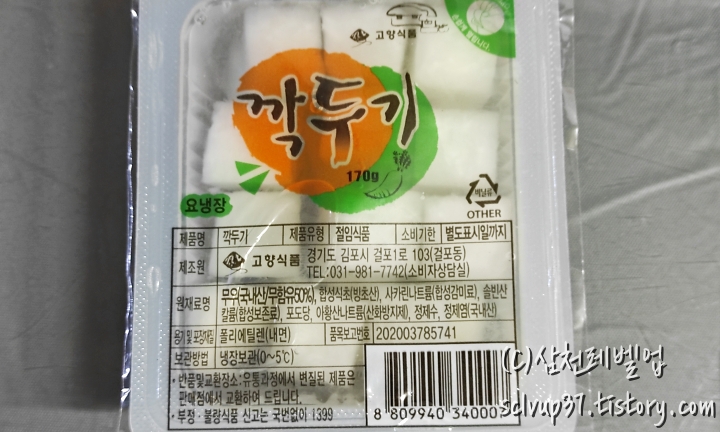 고양식품
깍두기
170g
요냉장
비닐류
OTHER
제품명 깍두기 제품유형 절임식품 소비기한 별도표시일까지
제조원 고양식품 경기도 김포시 걸포1로 103(걸포동)
TEL:031-981-7742(소비자상담실)
원재료명 무위(국내산/무함유50%), 합성식초(빙초산), 사카린나트륨(합성감미료), 솔빈산
칼륨(합성보존료), 포도당, 아황산나트륨(산화방지제), 정제수, 정제염(국내산)
용기 및 포장재질 폴리에틸렌(내면) 품목보고번호 202003785741
보관방법 냉장보관(0~5℃)
• 반품및교환장소:유통과정에서 변질된 제품은
판매점에서 교환하여 드립니다.
• 부정·불량식품 신고는 국번없이 1399
8 809940 340007
(C)삼천레벨업
sclvup37.tistory.com